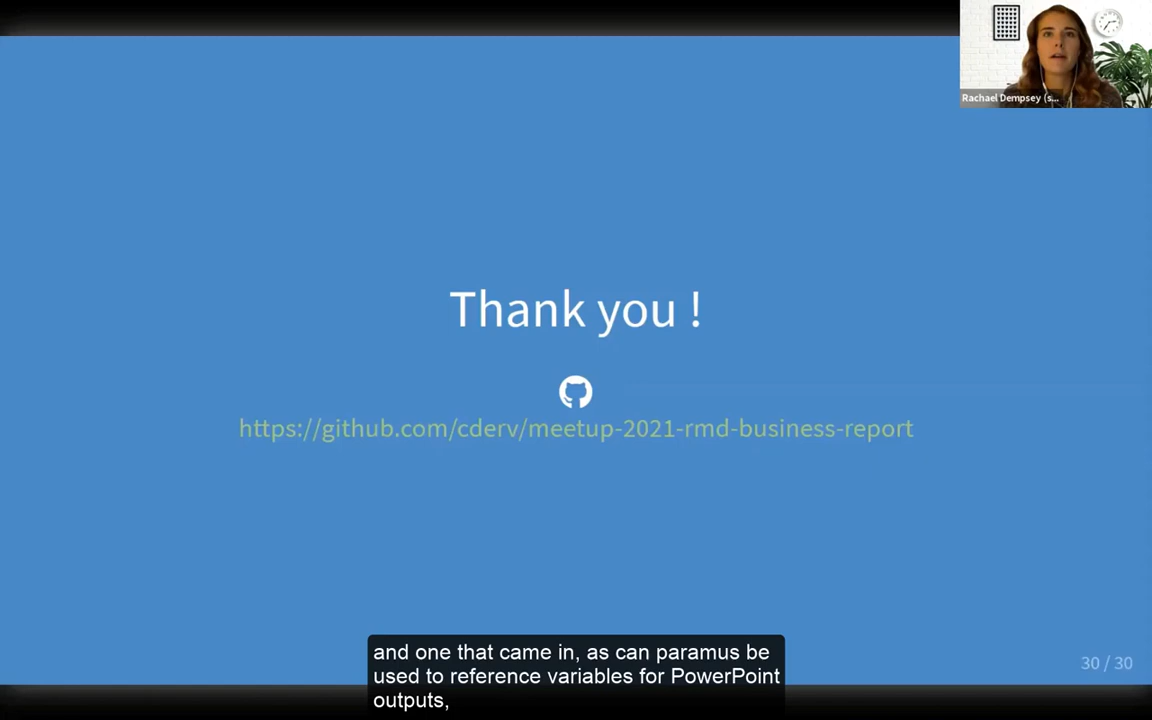 Rachael Dempsey (s...
Thank you !
https://github.com/cderv/meetup-2021-rmd-business-report
and one that came in, as can paramus be
used to reference variables for PowerPoint
outputs,
30 / 30